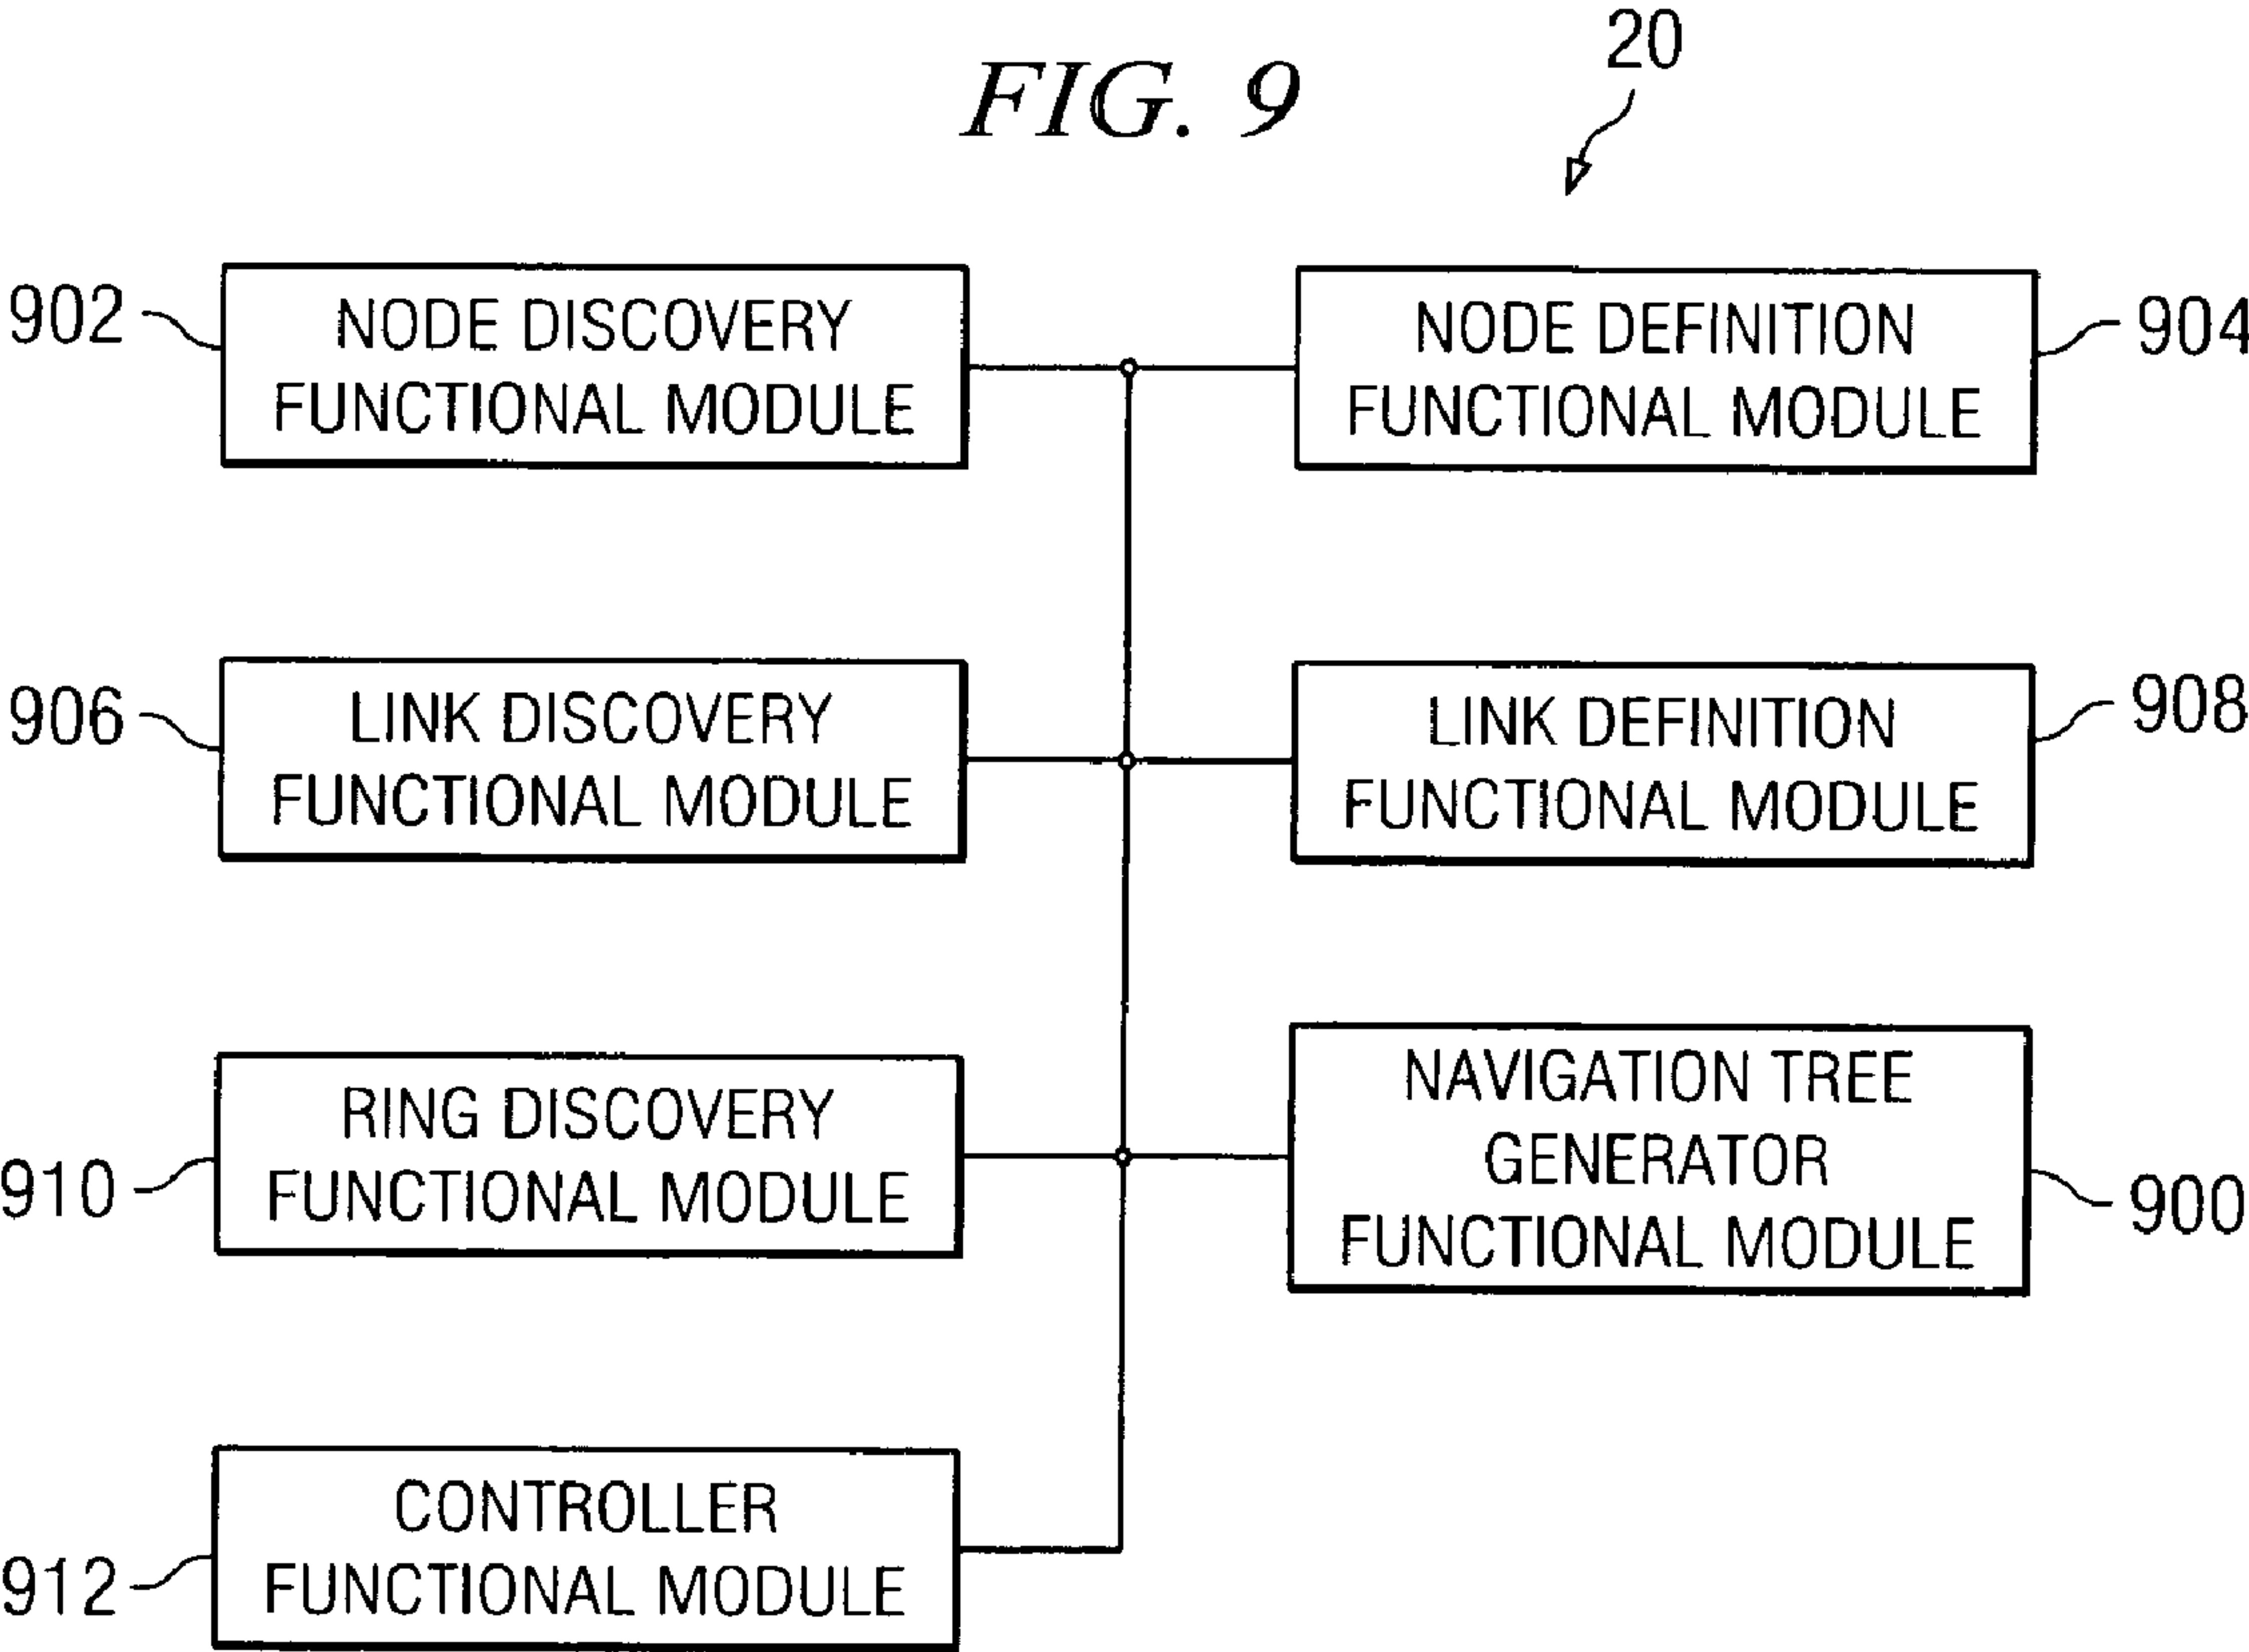 FIG. 9
20
902
NODE DISCOVERY
FUNCTIONAL MODULE
NODE DEFINITION
FUNCTIONAL MODULE
904
906
LINK DISCOVERY
FUNCTIONAL MODULE
LINK DEFINITION
FUNCTIONAL MODULE
908
910
RING DISCOVERY
FUNCTIONAL MODULE
NAVIGATION TREE
GENERATOR
FUNCTIONAL MODULE
900
912
CONTROLLER
FUNCTIONAL MODULE